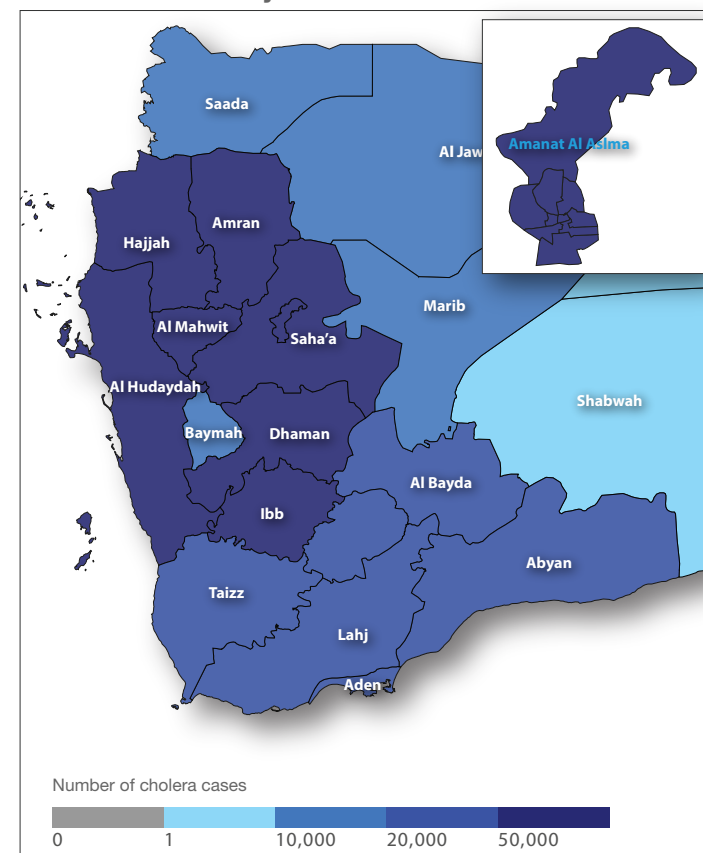 Saada
Al Jaw
Amanat Al Aslma
Amran
Hajjah
Marib
Al Mahwit
Saha'a
Al Hudaydah
Shabwah
Baymah
Dhaman
Al Bayda
Ibb
Abyan
Taizz
Lahj
Aden
Number of cholera cases
0 1 10,000 20,000 50,000